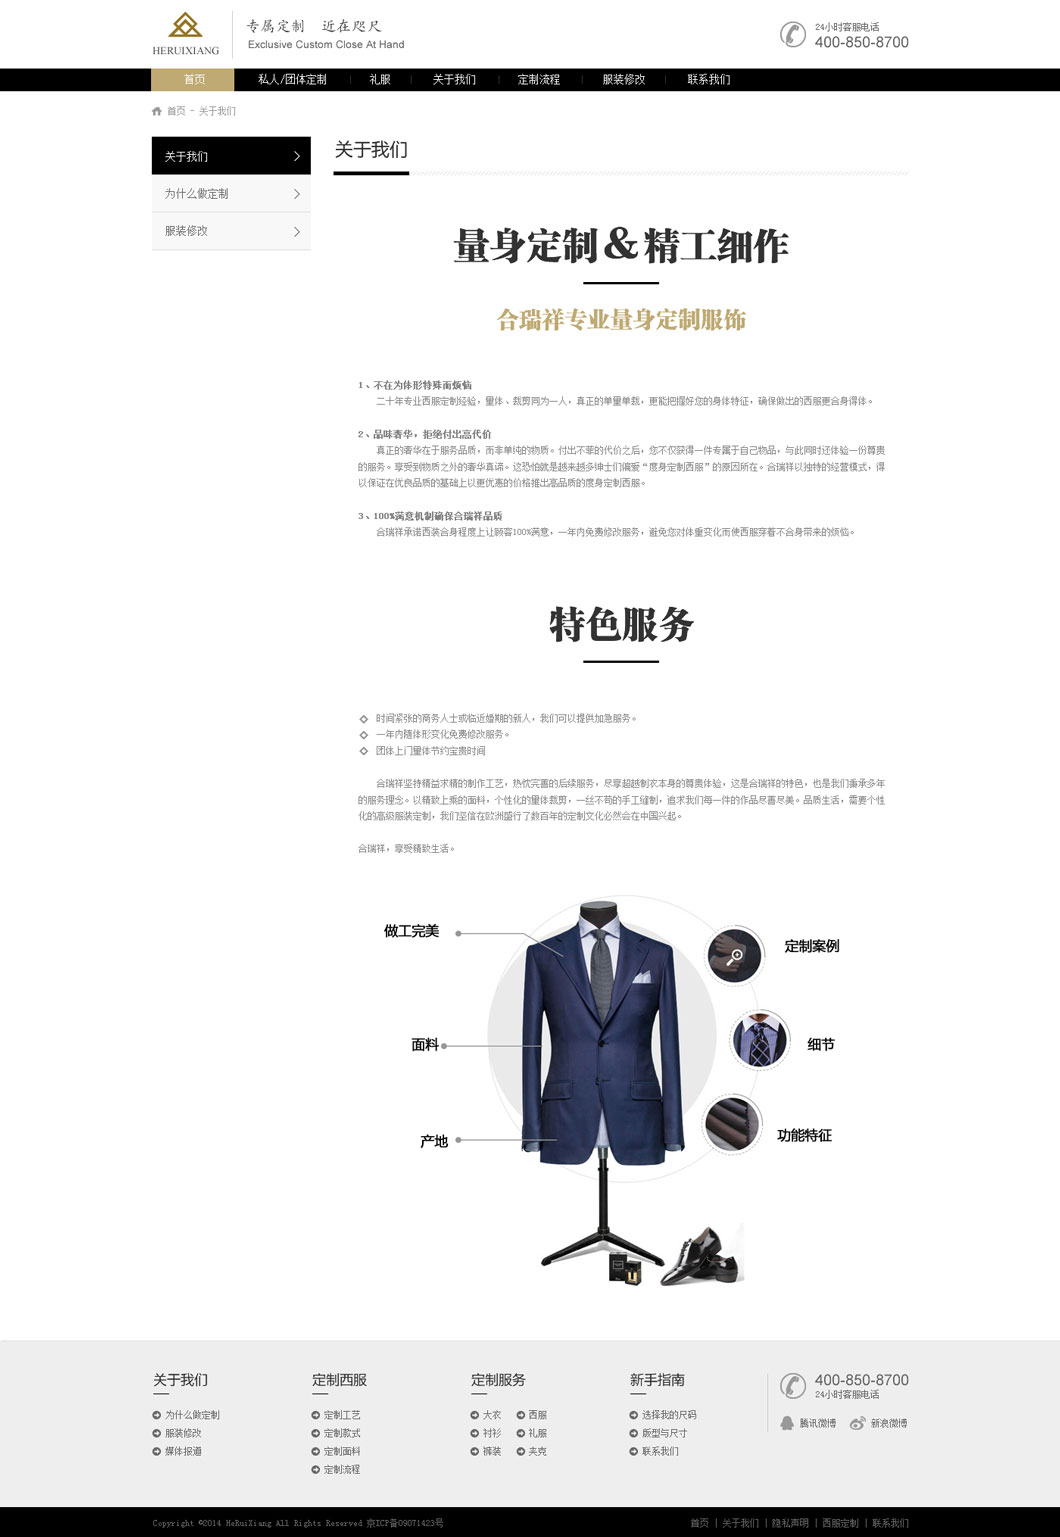 HERUIXIANG
专属定制 近在咫尺
Exclusive Custom Close At Hand
24小时客服电话
400-850-8700
首页 私人/团体定制 礼服 关于我们 定制流程 服装修改 联系我们
首页 - 关于我们
关于我们
为什么做定制
服装修改
关于我们
量身定制&精工细作
合瑞祥专业量身定制服饰
1、不在为体形特殊而烦恼
二十年专业西服定制经验，量体、裁剪同为一人，真正的单量单裁，更能把握好您的身体特征，确保做出的西服更合身得体。
2、品味奢华，拒绝付出高代价
真正的奢华在于服务品质，而非单纯的物质。付出不菲的代价之后，您不仅获得一件专属于自己物品，与此同时还体验一份尊贵
的服务。享受到物质之外的奢华真谛。这恐怕就是越来越多绅士们偏爱“度身定制西服”的原因所在。合瑞祥以独特的经营模式，得
以保证在优良品质的基础上以更优惠的价格推出高品质的度身定制西服。
3、100%满意机制确保合瑞祥品质
合瑞祥承诺西装合身程度上让顾客100%满意，一年内免费修改服务，避免您对体重变化而使西服穿着不合身带来的烦恼。
特色服务
时间紧张的商务人士或临近婚期的新人，我们可以提供加急服务。
一年内随体形变化免费修改服务。
团体上门量体节约宝贵时间
合瑞祥坚持精益求精的制作工艺，热忱完善的后续服务，尽享超越制衣本身的尊贵体验，这是合瑞祥的特色，也是我们秉承多年
的服务理念。以精致上乘的面料，个性化的量体裁剪，一丝不苟的手工缝制，追求我们每一件的作品尽善尽美。品质生活，需要个性
化的高级服装定制，我们坚信在欧洲盛行了数百年的定制文化必然会在中国兴起。
合瑞祥，享受精致生活。
做工完美
定制案例
面料
细节
产地
功能特征
关于我们
为什么做定制
服装修改
媒体报道
定制西服
定制工艺
定制款式
定制面料
定制流程
定制服务
大衣 西服
衬衫 礼服
裤装 夹克
新手指南
选择我的尺码
版型与尺寸
联系我们
400-850-8700
24小时客服电话
腾讯微博 新浪微博
Copyright ©2014 HeRuiXiang All Rights Reserved 京ICP备09071423号
首页 | 关于我们 | 隐私声明 | 西服定制 | 联系我们